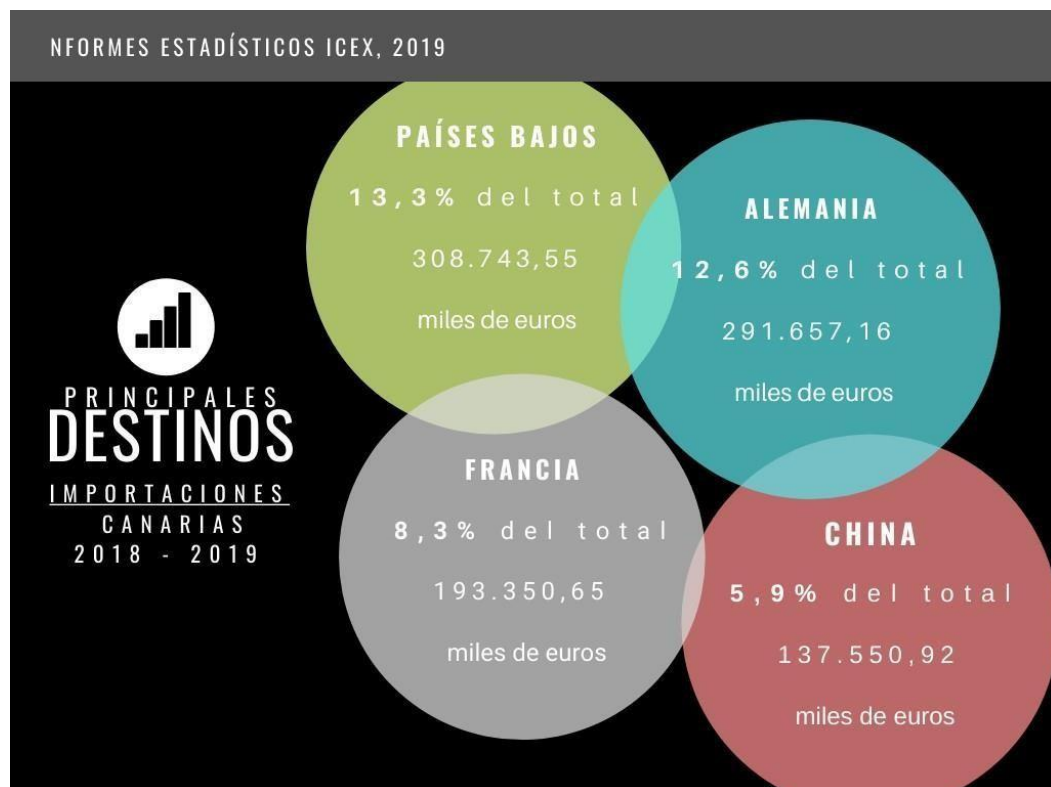 NFORMES ESTADÍSTICOS ICEX, 2019
PRINCIPALES
DESTINOS
IMPORTACIONES
CANARIAS
2018 - 2019
PAÍSES BAJOS
13,3% del total
308.743,55
miles de euros
ALEMANIA
12,6% del total
291.657,16
miles de euros
FRANCIA
8,3% del total
193.350,65
miles de euros
CHINA
5,9% del total
137.550,92
miles de euros